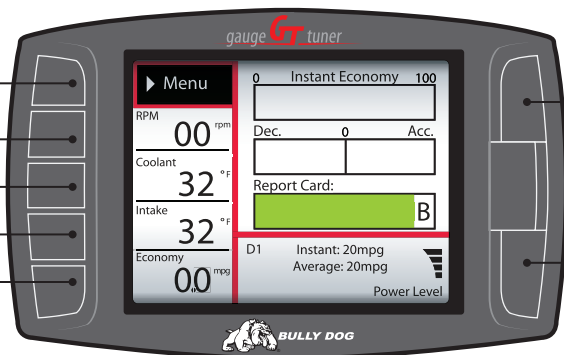 gauge GT tuner
Menu
RPM
00 rpm
Coolant
32 °F
Intake
32 °F
Economy
0.0 mpg
0 Instant Economy 100
Dec. 0 Acc.
Report Card:
B
D1 Instant: 20mpg
Average: 20mpg
Power Level
BULLY DOG